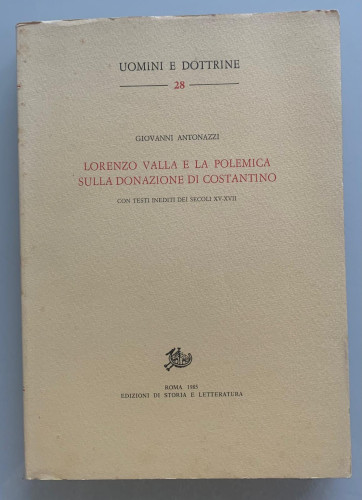 UOMINI E DOTTRINE
28
GIOVANNI ANTONAZZI
LORENZO VALLA E LA POLEMICA
SULLA DONAZIONE DI COSTANTINO
CON TESTI INEDITI DEI SECOLI XV-XVII
ROMA 1985
EDIZIONI DI STORIA E LETTERATURA